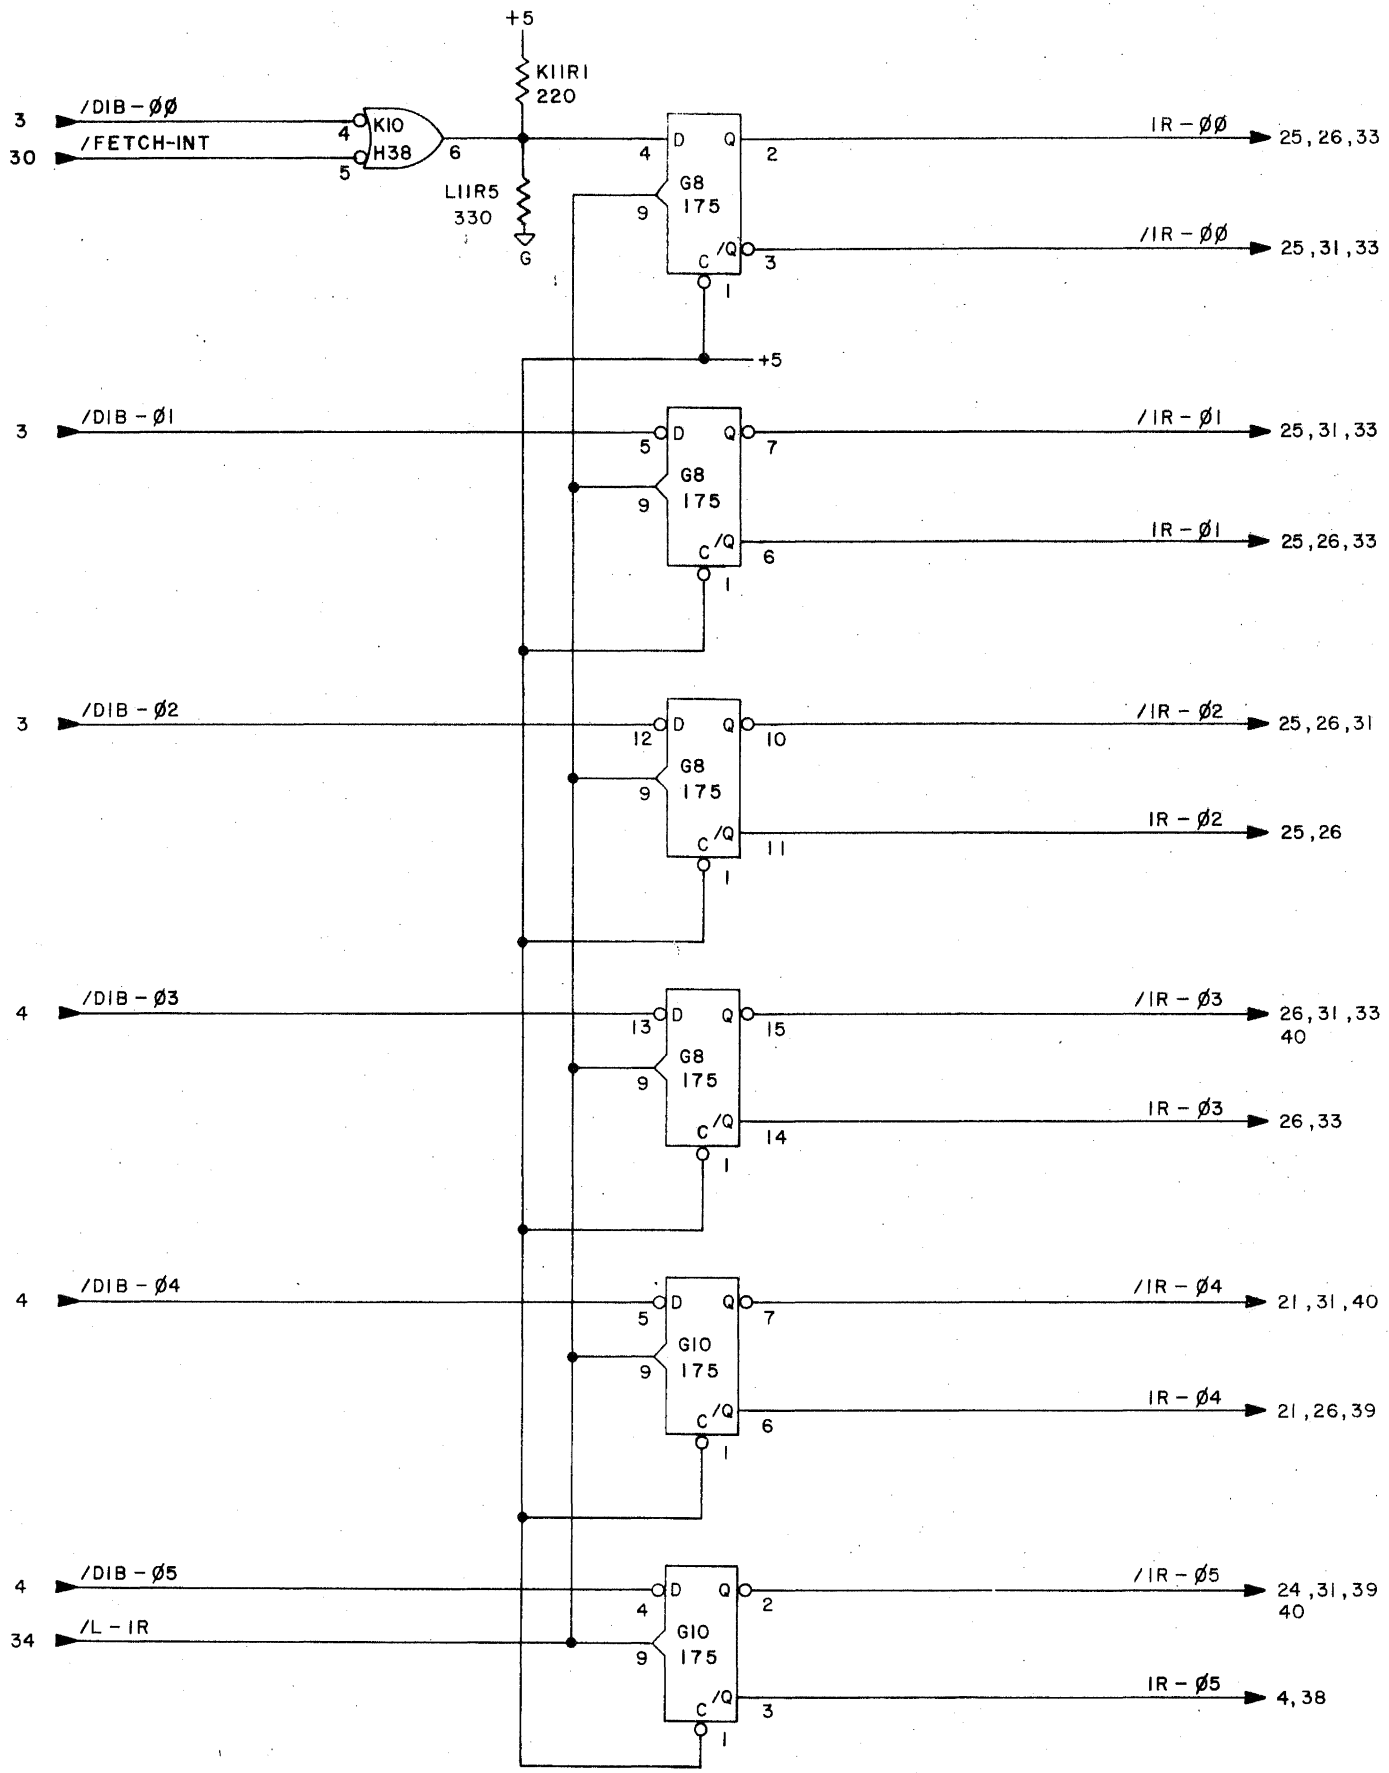 +5
K11R1
220
3 /DIB-ØØ
4 K10
30 /FETCH-INT
5 H38 6
L11R5
330
G
4 D Q 2
IR-ØØ 25,26,33
G8
9 175
/IR-ØØ 25,31,33
C /Q 3
1
+5
3 /DIB-Ø1
5 D Q 7
/IR-Ø1 25,31,33
G8
9 175
IR-Ø1 25,26,33
C /Q 6
1
3 /DIB-Ø2
12 D Q 10
/IR-Ø2 25,26,31
G8
9 175
IR-Ø2 25,26
C /Q 11
1
4 /DIB-Ø3
13 D Q 15
/IR-Ø3 26,31,33
40
G8
9 175
IR-Ø3 26,33
C /Q 14
1
4 /DIB-Ø4
5 D Q 7
/IR-Ø4 21,31,40
G10
9 175
IR-Ø4 21,26,39
C /Q 6
1
4 /DIB-Ø5
4 D Q 2
/IR-Ø5 24,31,39
40
34 /L-IR
G10
9 175
IR-Ø5 4,38
C /Q 3
1